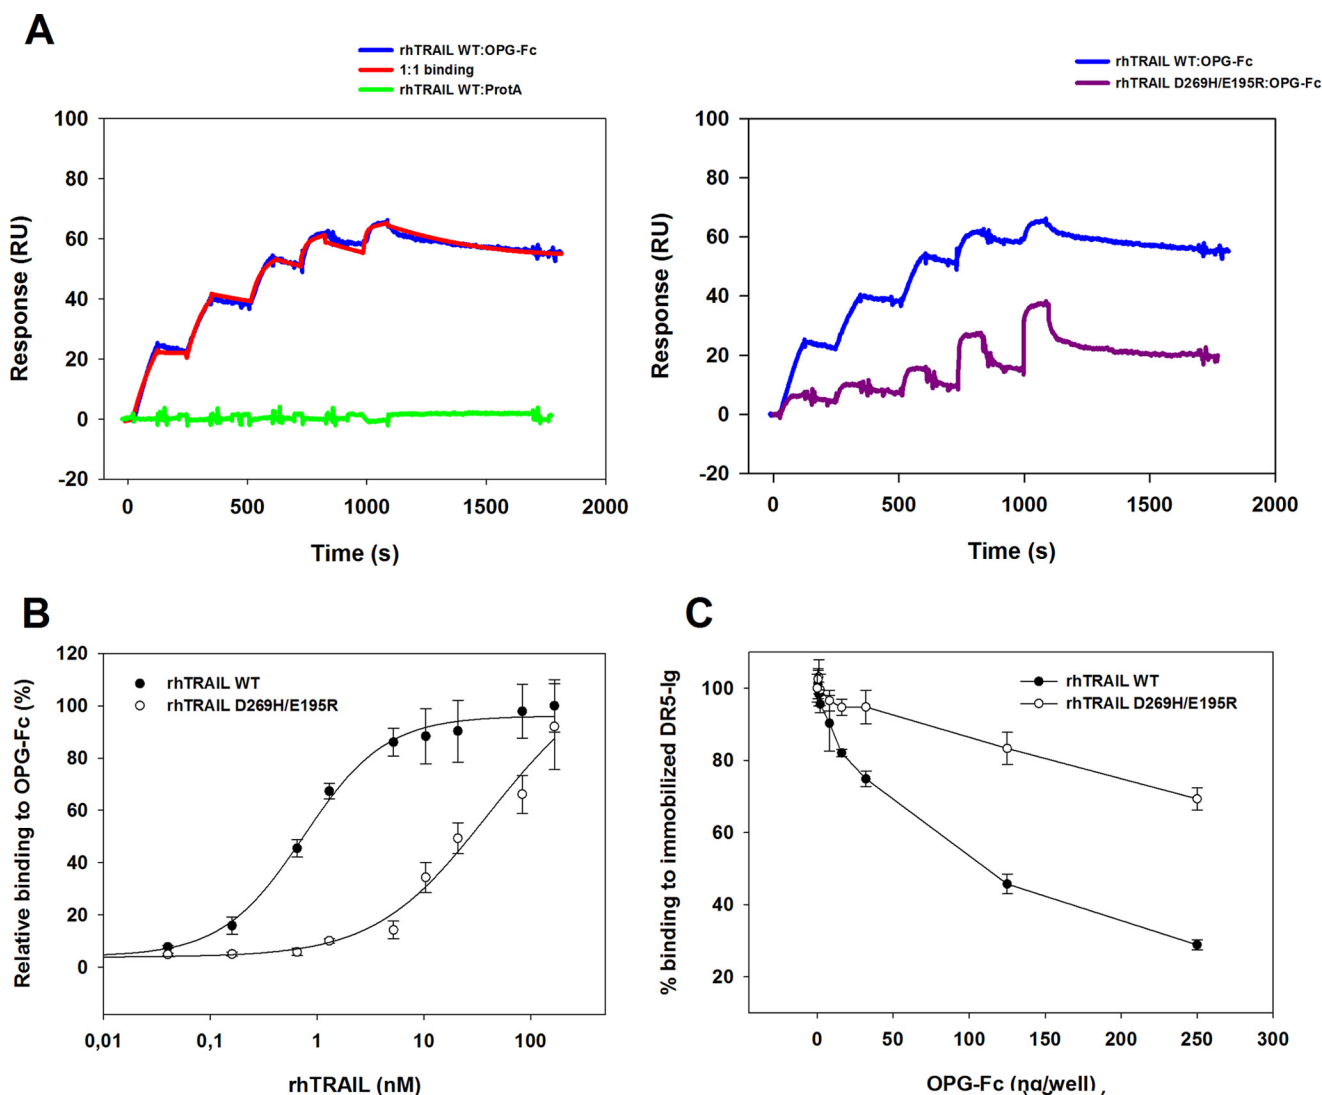 A
rhTRAIL WT:OPG-Fc
1:1 binding
rhTRAIL WT:ProtA
100
80
60
40
20
0
-20
Response (RU)
0 500 1000 1500 2000
Time (s)
rhTRAIL WT:OPG-Fc
rhTRAIL D269H/E195R:OPG-Fc
100
80
60
40
20
0
-20
Response (RU)
0 500 1000 1500 2000
Time (s)
B
rhTRAIL WT
rhTRAIL D269H/E195R
120
100
80
60
40
20
0
Relative binding to OPG-Fc (%)
0,01 0,1 1 10 100
rhTRAIL (nM)
C
rhTRAIL WT
rhTRAIL D269H/E195R
100
80
60
40
20
% binding to immobilized DR5-Ig
0 50 100 150 200 250 300
OPG-Fc (ng/well)